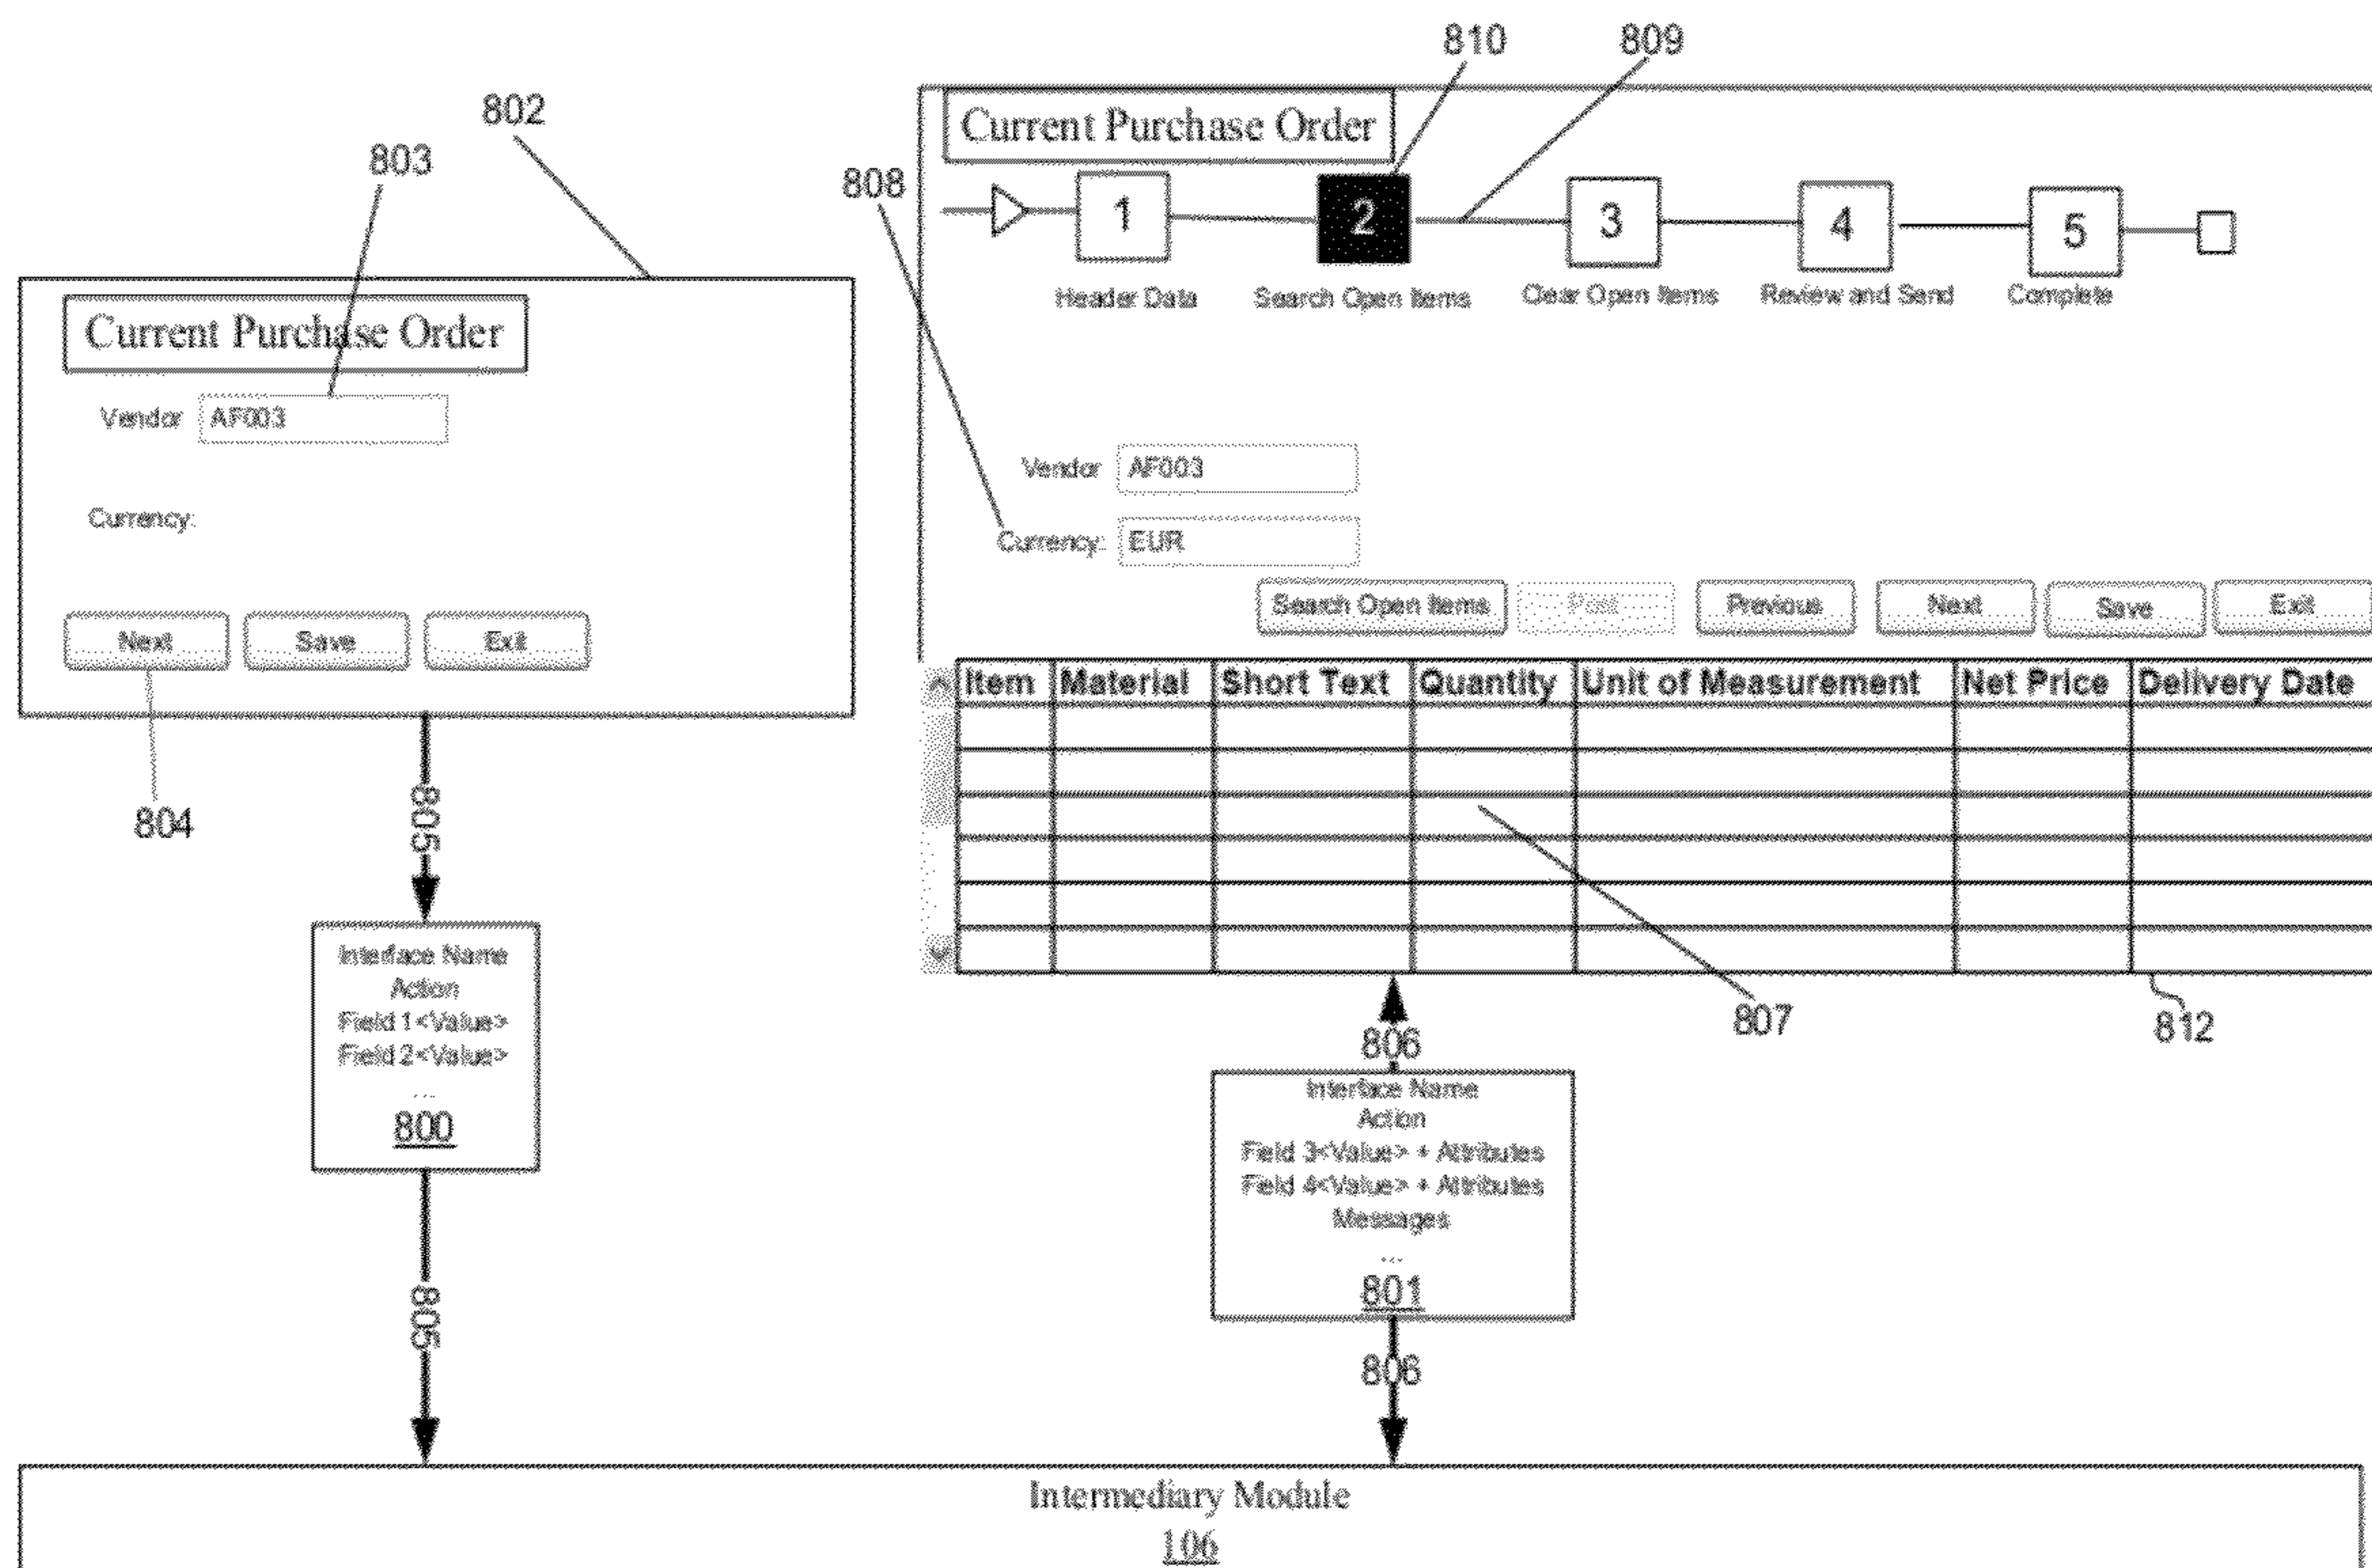 810 809
802
803
808
Current Purchase Order
1 2 3 4 5
Header Data Search Open Items Clear Open Items Review and Send Complete
Current Purchase Order
Vendor AF003
Currency:
Next Save Exit
804
Vendor AF003
Currency: EUR
Search Open Items Post Previous Next Save Exit
Item Material Short Text Quantity Unit of Measurement Net Price Delivery Date
807
812
805
Interface Name
Action
Field 1<Value>
Field 2<Value>
...
800
805
806
Interface Name
Action
Field 3<Value> + Attributes
Field 4<Value> + Attributes
Messages
...
801
806
Intermediary Module
106